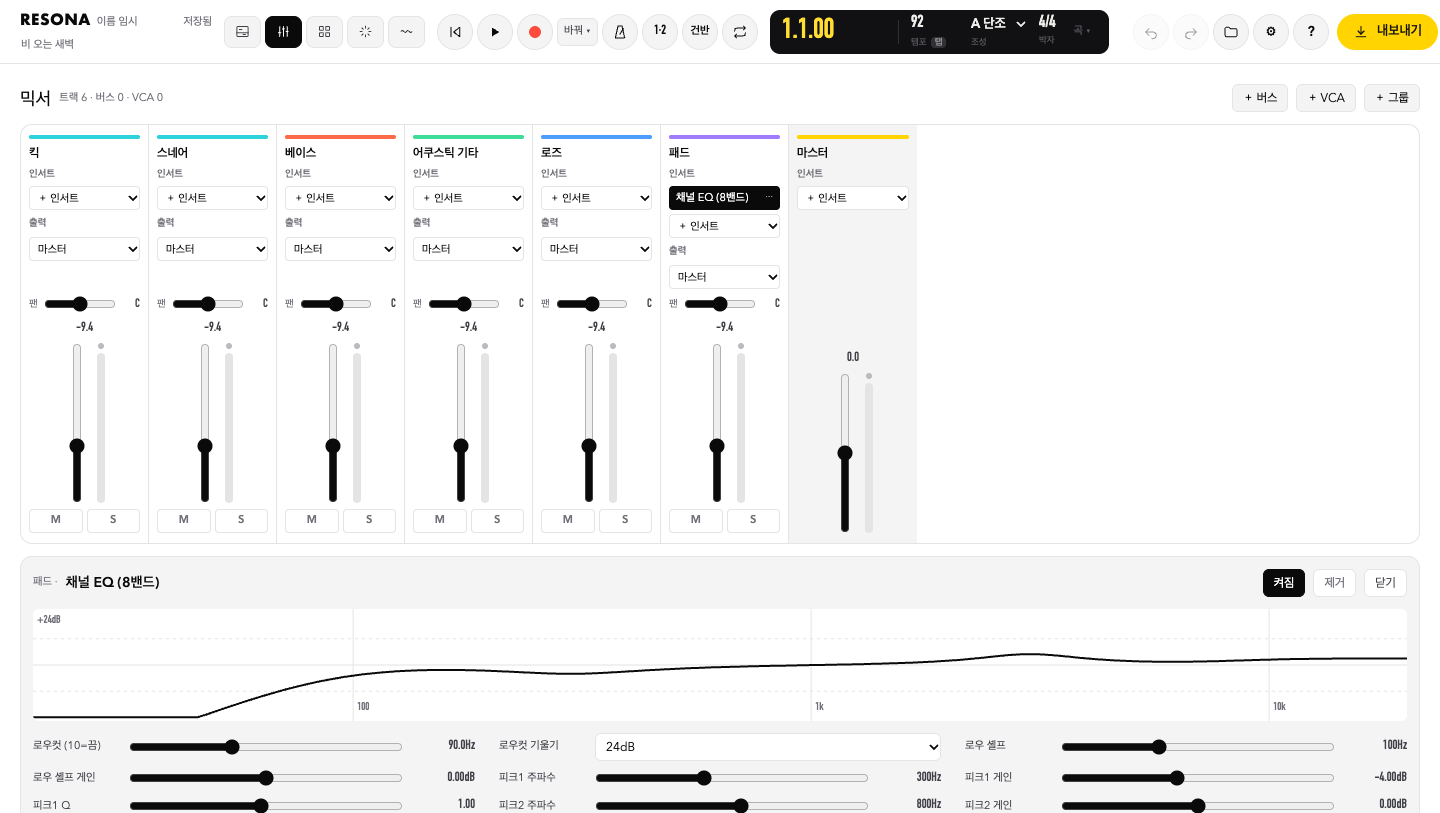 RESONA 이름 임시 저장됨
비 오는 새벽
바꿔
1·2
건반
1.1.00
92
템포 탭
A 단조
조성
4/4
박자
곡
?
내보내기
믹서 트랙 6 · 버스 0 · VCA 0
+ 버스
+ VCA
+ 그룹
킥 스네어 베이스 어쿠스틱 기타 로즈 패드 마스터
인서트 인서트 인서트 인서트 인서트 인서트 인서트
+ 인서트 + 인서트 + 인서트 + 인서트 + 인서트 채널 EQ (8밴드) ... + 인서트
출력 출력 출력 출력 출력 + 인서트
마스터 마스터 마스터 마스터 마스터 출력
마스터
팬 C 팬 C 팬 C 팬 C 팬 C 팬 C
-9.4 -9.4 -9.4 -9.4 -9.4 -9.4
0.0
M S M S M S M S M S M S
패드 · 채널 EQ (8밴드)
켜짐 제거 닫기
+24dB
100 1k 10k
로우컷 (10=끔) 90.0Hz 로우컷 기울기 24dB 로우 셸프 100Hz
로우 셸프 게인 0.00dB 피크1 주파수 300Hz 피크1 게인 -4.00dB
피크1 Q 1.00 피크2 주파수 800Hz 피크2 게인 0.00dB